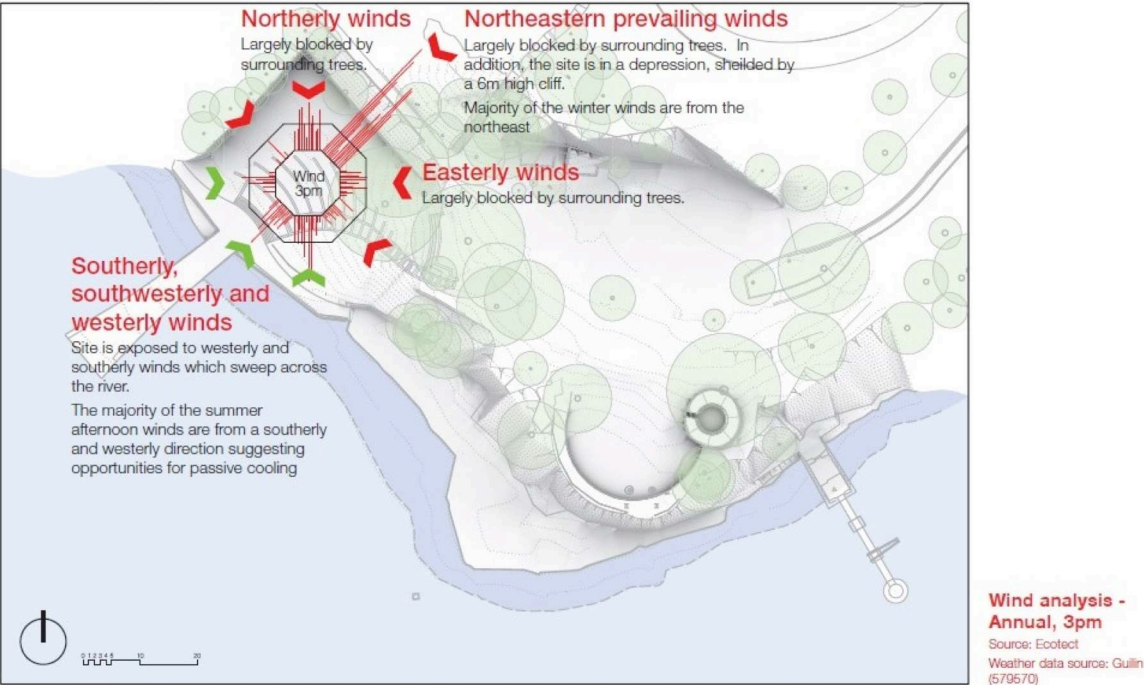 Northerly winds
Largely blocked by
surrounding trees.
Northeastern prevailing winds
Largely blocked by surrounding trees. In
addition, the site is in a depression, sheilded by
a 6m high cliff.
Majority of the winter winds are from the
northeast
Wind
3pm
Easterly winds
Largely blocked by surrounding trees.
Southerly,
southwesterly and
westerly winds
Site is exposed to westerly and
southerly winds which sweep across
the river.
The majority of the summer
afternoon winds are from a southerly
and westerly direction suggesting
opportunities for passive cooling
0 1 2 3 4 5 10 20
Wind analysis -
Annual, 3pm
Source: Ecotect
Weather data source: Guilin
(579570)